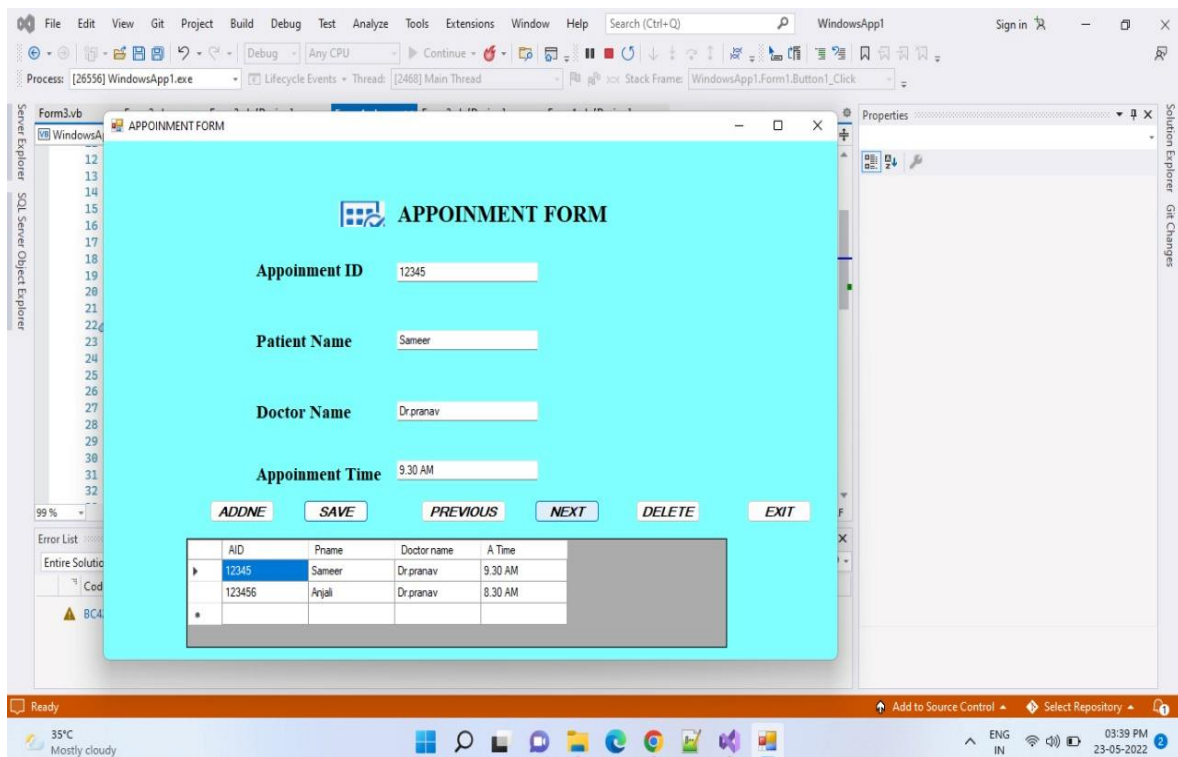 File Edit View Git Project Build Debug Test Analyze Tools Extensions Window Help Search (Ctrl+Q) WindowsApp1 Sign in
Debug Any CPU Continue
Process: [26556] WindowsApp1.exe Lifecycle Events Thread: [2468] Main Thread Stack Frame: WindowsApp1.Form1.Button1_Click
Server Explorer
SQL Server Object Explorer
Form3.vb
WindowsA
12
13
14
15
16
17
18
19
20
21
22
23
24
25
26
27
28
29
30
31
32
99 %
Error List
Entire Solutio
Cod
BC4
APPOINTMENT FORM
APPOINMENT FORM
Appoinment ID 12345
Patient Name Sameer
Doctor Name Dr.pranav
Appoinment Time 9.30 AM
ADDNE SAVE PREVIOUS NEXT DELETE EXIT
AID Pname Doctor name A Time
12345 Sameer Dr.pranav 9.30 AM
123456 Anjali Dr.pranav 8.30 AM
Properties
Solution Explorer
Git Changes
Ready Add to Source Control Select Repository 1
35°C
Mostly cloudy
ENG
IN
03:39 PM
23-05-2022
2